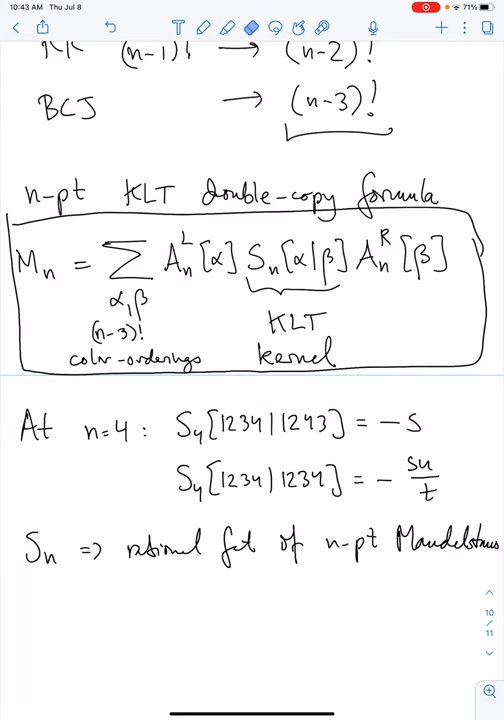 10:43 AM Thu Jul 8
71%
KK (n-1)! → (n-2)!
BCJ → (n-3)!
n-pt KLT double-copy formula
Mₙ = Σ Aₙᴸ[α] Sₙ[α|β] Aₙᴿ[β]
α,β
(n-3)!
color-orderings
KLT
kernel
At n=4 : S₄[1234|1243] = -s
S₄[1234|1234] = - su/t
Sₙ => rational fct of n-pt Mandelstams
10
/
11